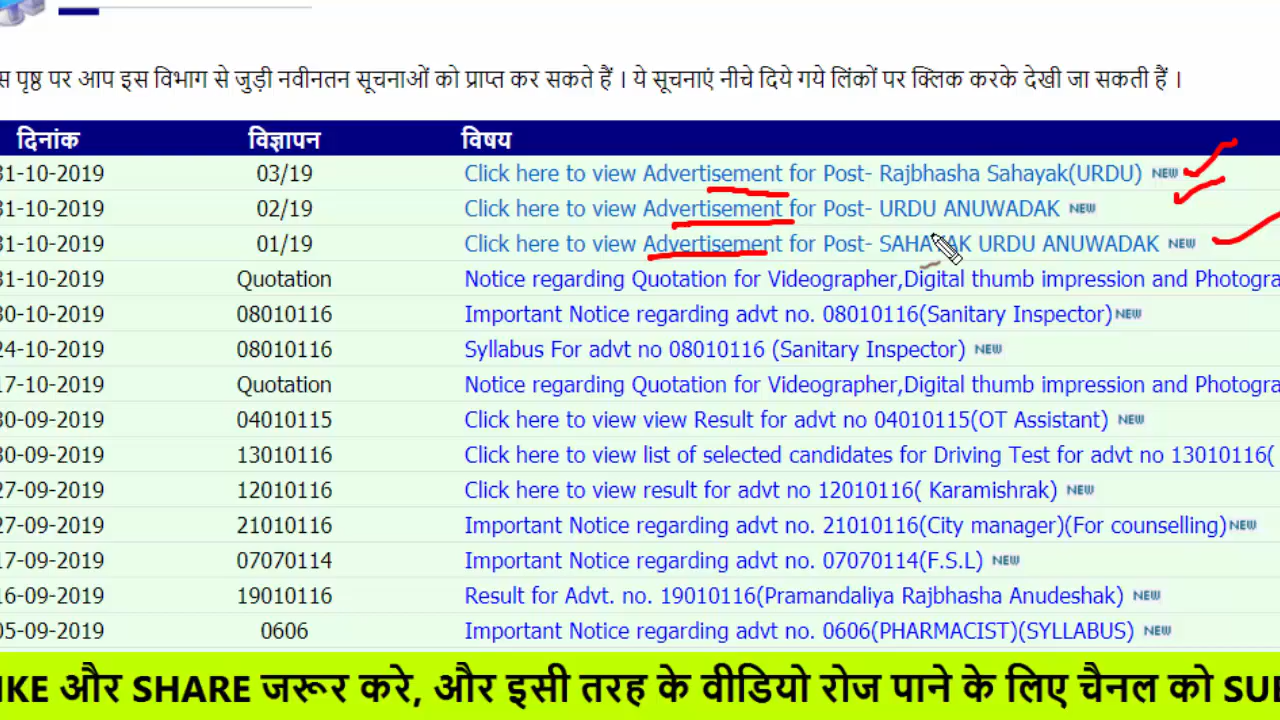 स पृष्ठ पर आप इस विभाग से जुड़ी नवीनतन सूचनाओं को प्राप्त कर सकते हैं । ये सूचनाएं नीचे दिये गये लिंकों पर क्लिक करके देखी जा सकती हैं ।
दिनांक विज्ञापन विषय
31-10-2019 03/19 Click here to view Advertisement for Post- Rajbhasha Sahayak(URDU) NEW
31-10-2019 02/19 Click here to view Advertisement for Post- URDU ANUWADAK NEW
31-10-2019 01/19 Click here to view Advertisement for Post- SAHAYAK URDU ANUWADAK NEW
31-10-2019 Quotation Notice regarding Quotation for Videographer,Digital thumb impression and Photogra
30-10-2019 08010116 Important Notice regarding advt no. 08010116(Sanitary Inspector) NEW
24-10-2019 08010116 Syllabus For advt no 08010116 (Sanitary Inspector) NEW
17-10-2019 Quotation Notice regarding Quotation for Videographer,Digital thumb impression and Photogra
30-09-2019 04010115 Click here to view view Result for advt no 04010115(OT Assistant) NEW
30-09-2019 13010116 Click here to view list of selected candidates for Driving Test for advt no 13010116(
27-09-2019 12010116 Click here to view result for advt no 12010116( Karamishrak) NEW
27-09-2019 21010116 Important Notice regarding advt no. 21010116(City manager)(For counselling) NEW
17-09-2019 07070114 Important Notice regarding advt no. 07070114(F.S.L) NEW
16-09-2019 19010116 Result for Advt. no. 19010116(Pramandaliya Rajbhasha Anudeshak) NEW
05-09-2019 0606 Important Notice regarding advt no. 0606(PHARMACIST)(SYLLABUS) NEW
IKE और SHARE जरूर करे, और इसी तरह के वीडियो रोज पाने के लिए चैनल को SU